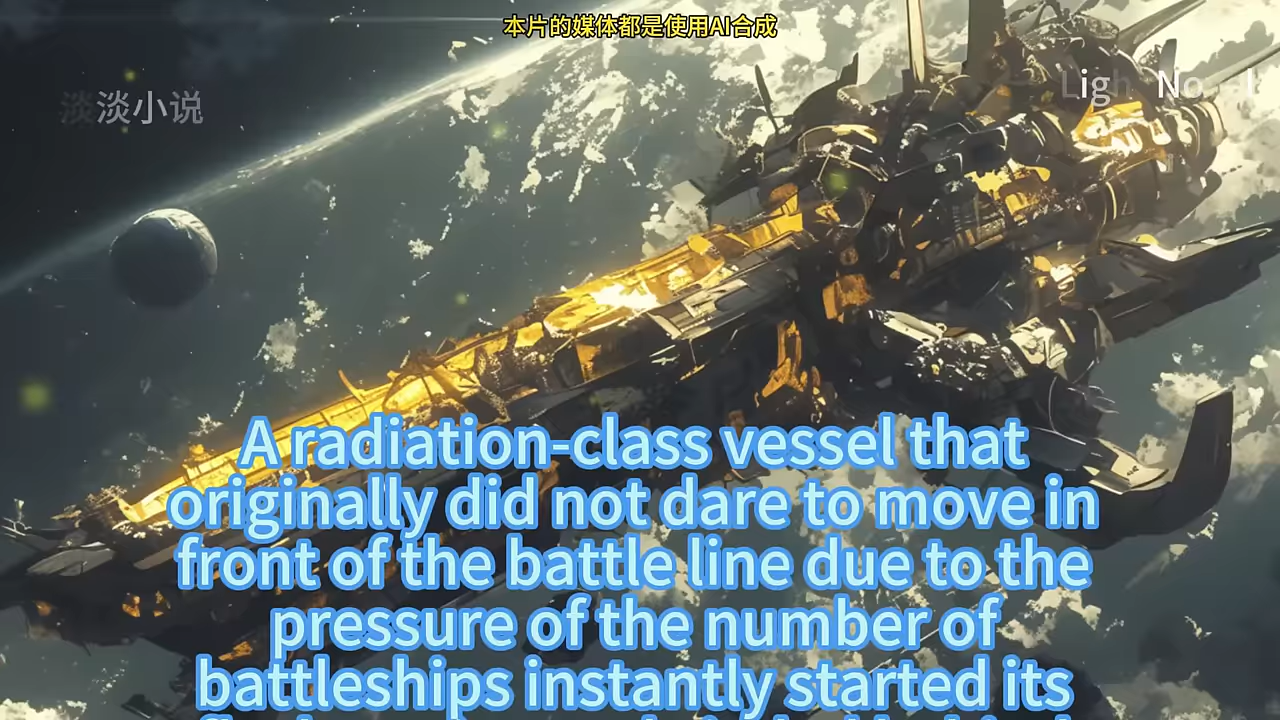 本片的媒体都是使用AI合成
淡淡小说
Ligh No l
A radiation-class vessel that
originally did not dare to move in
front of the battle line due to the
pressure of the number of
battleships instantly started its